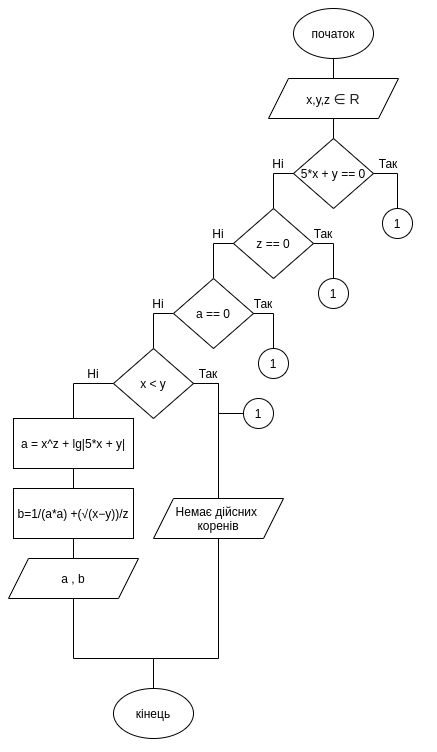 початок
x,y,z ∈ R
Ні
Так
5*x + y == 0
1
Ні
Так
z == 0
1
Ні
Так
a == 0
1
Ні
Так
x < y
1
a = x^z + lg|5*x + y|
b=1/(a*a) +(√(x−y))/z
Немає дійсних
коренів
a , b
кінець